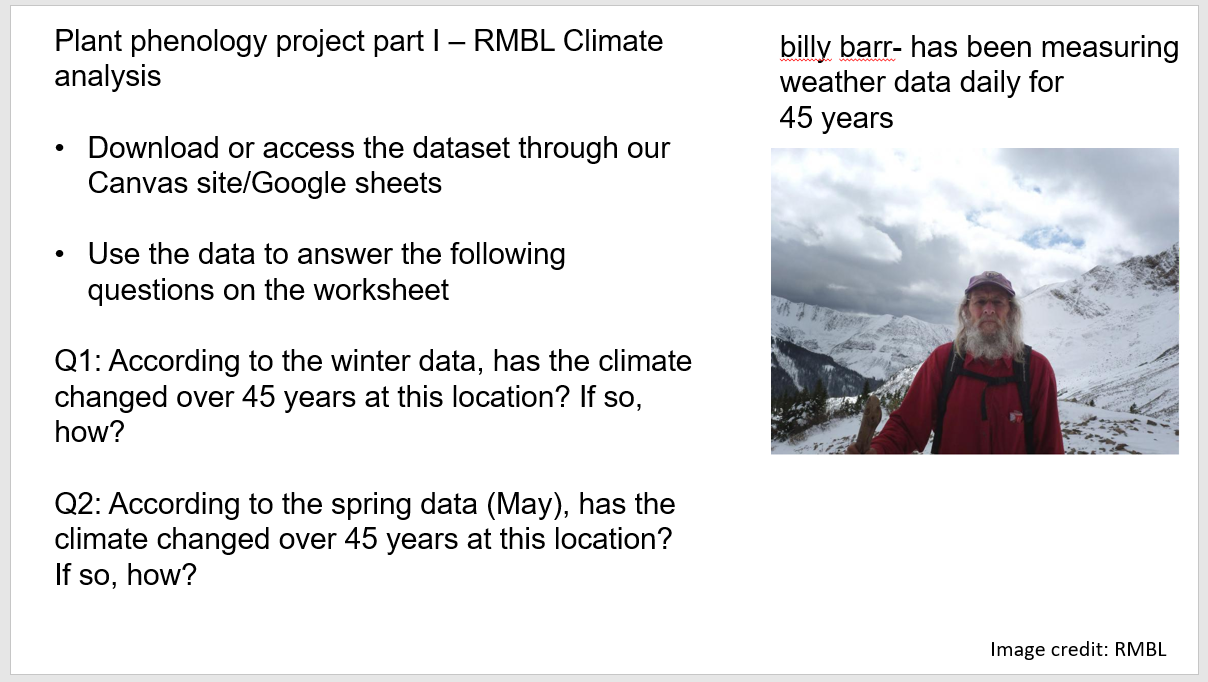 Plant phenology project part I – RMBL Climate
analysis
• Download or access the dataset through our
Canvas site/Google sheets
• Use the data to answer the following
questions on the worksheet
Q1: According to the winter data, has the climate
changed over 45 years at this location? If so,
how?
Q2: According to the spring data (May), has the
climate changed over 45 years at this location?
If so, how?
billy barr- has been measuring
weather data daily for
45 years
Image credit: RMBL